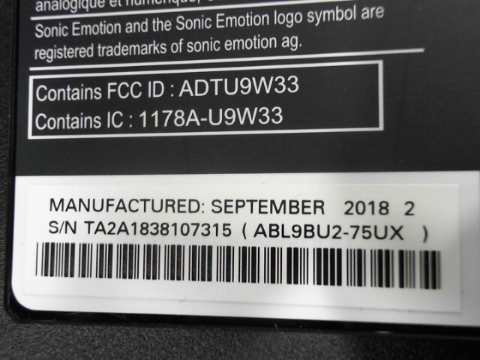 analogique et numérique,
Sonic Emotion and the Sonic Emotion logo symbol are
registered trademarks of sonic emotion ag.
Contains FCC ID : ADTU9W33
Contains IC : 1178A-U9W33
MANUFACTURED: SEPTEMBER 2018 2
S/N TA2A1838107315 ( ABL9BU2-75UX )